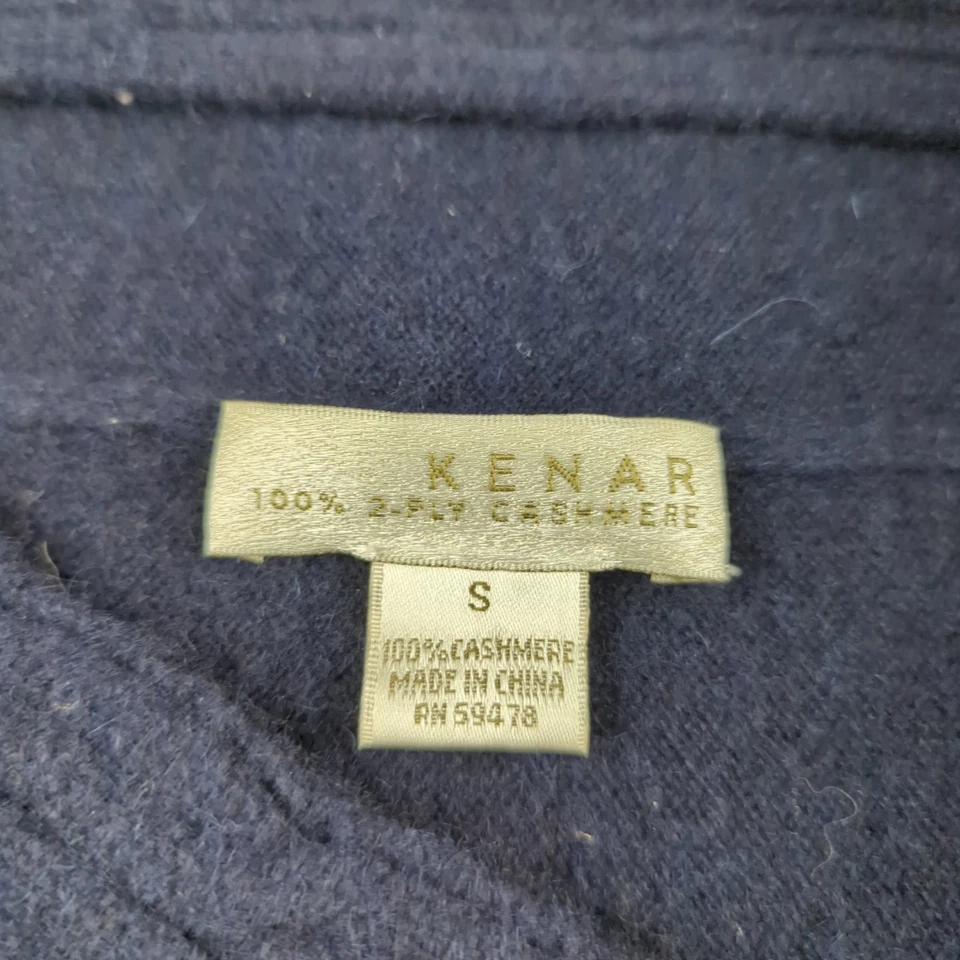 KENAR
100% 2-PLY CASHMERE
S
100% CASHMERE
MADE IN CHINA
RN 59478